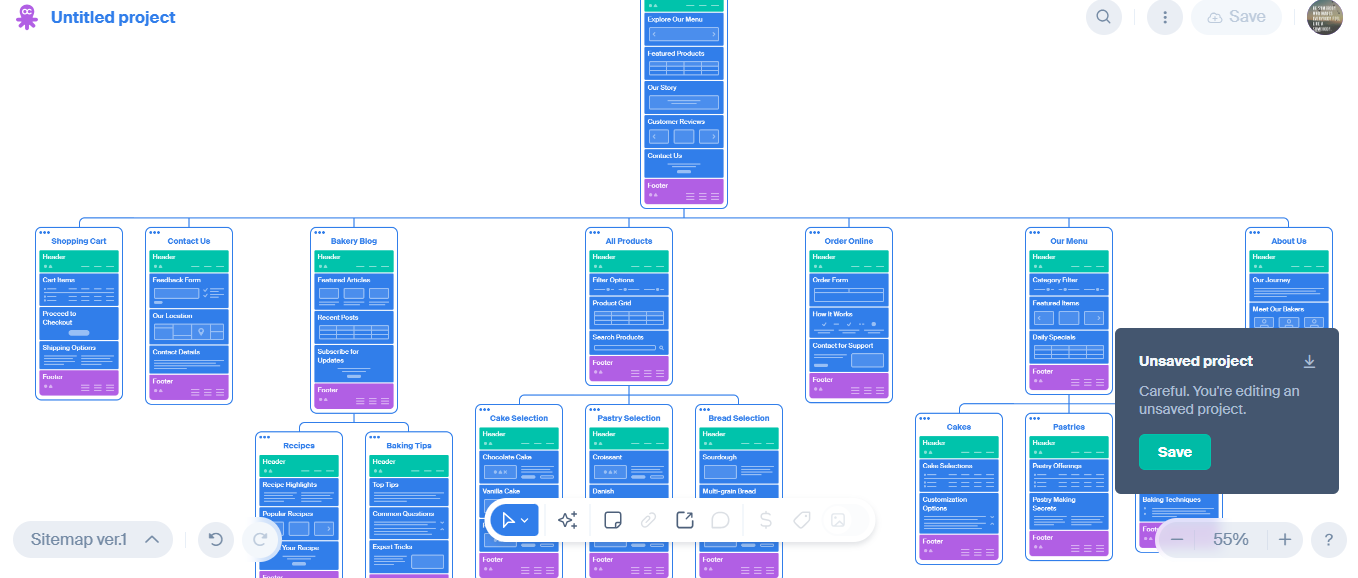 Untitled project
Save
Explore Our Menu
Featured Products
Our Story
Customer Reviews
Contact Us
Footer
Shopping Cart
Header
Cart Items
Proceed to
Checkout
Shipping Options
Footer
Contact Us
Header
Feedback Form
Our Location
Contact Details
Footer
Bakery Blog
Header
Featured Articles
Recent Posts
Subscribe for
Updates
Footer
All Products
Header
Filter Options
Product Grid
Search Products
Footer
Order Online
Header
Order Form
How It Works
Contact for Support
Footer
Our Menu
Header
Category Filter
Featured Items
Daily Specials
Footer
About Us
Header
Our Journey
Meet Our Bakers
Recipes
Header
Recipe Highlights
Popular Recipes
Your Recipe
Footer
Baking Tips
Header
Top Tips
Common Questions
Expert Tricks
Footer
Cake Selection
Header
Chocolate Cake
Vanilla Cake
Footer
Pastry Selection
Header
Croissant
Danish
Footer
Bread Selection
Header
Sourdough
Multi-grain Bread
Footer
Cakes
Header
Cake Selections
Customization
Options
Footer
Pastries
Header
Pastry Offerings
Pastry Making
Secrets
Footer
Baking Techniques
Unsaved project
Careful. You're editing an
unsaved project.
Save
Sitemap ver.1
55%
?